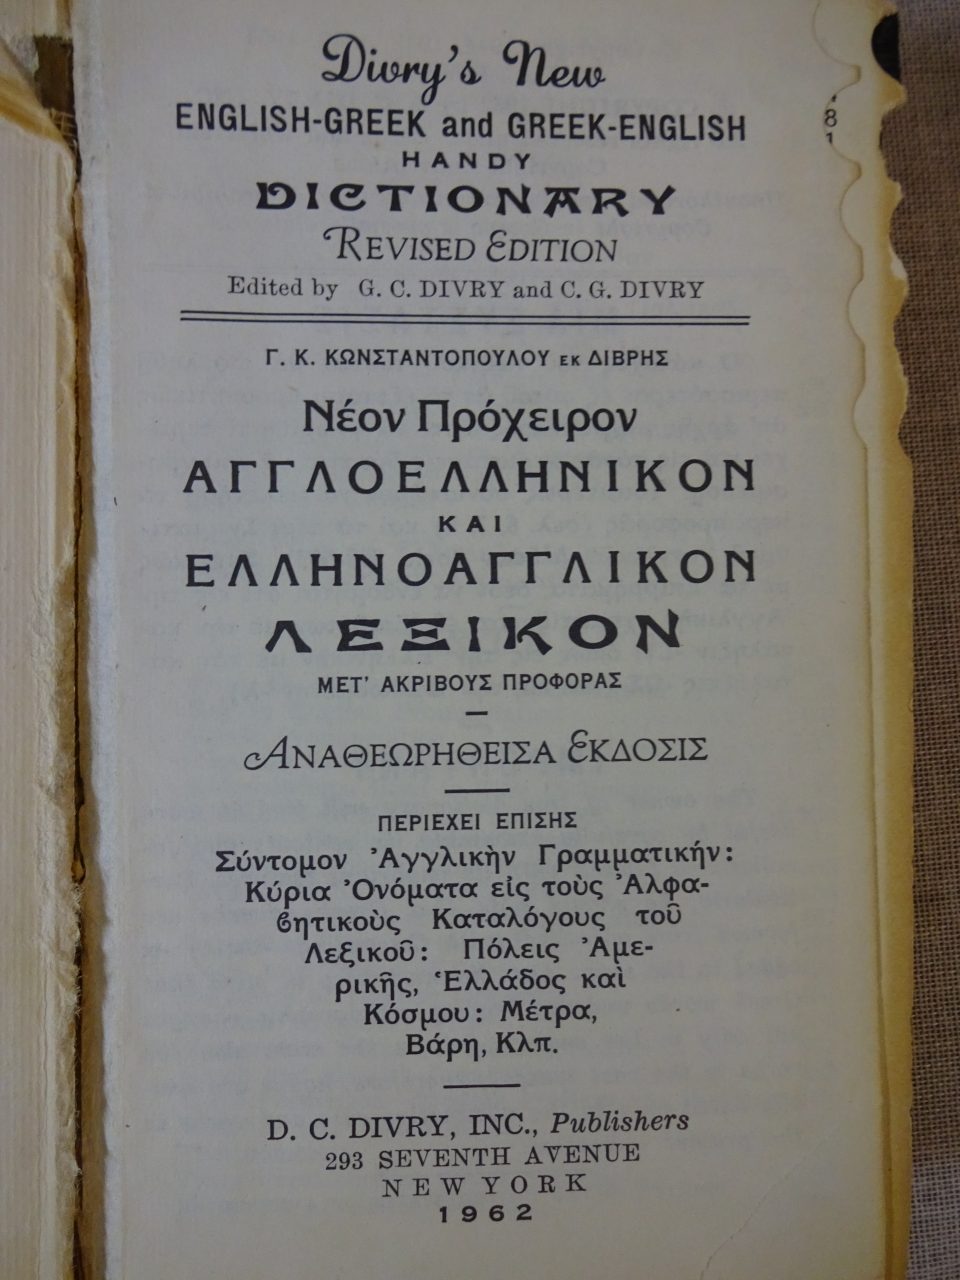 Divry's New
ENGLISH-GREEK and GREEK-ENGLISH
HANDY
DICTIONARY
REVISED EDITION
Edited by G. C. DIVRY and C. G. DIVRY
Γ. Κ. ΚΩΝΣΤΑΝΤΟΠΟΥΛΟΥ ΕΚ ΔΙΒΡΗΣ
Νέον Πρόχειρον
ΑΓΓΛΟΕΛΛΗΝΙΚΟΝ
ΚΑΙ
ΕΛΛΗΝΟΑΓΓΛΙΚΟΝ
ΛΕΞΙΚΟΝ
ΜΕΤ' ΑΚΡΙΒΟΥΣ ΠΡΟΦΟΡΑΣ
ΑΝΑΘΕΩΡΗΘΕΙΣΑ ΕΚΔΟΣΙΣ
ΠΕΡΙΕΧΕΙ ΕΠΙΣΗΣ
Σύντομον Ἀγγλικὴν Γραμματικήν:
Κύρια Ὀνόματα εἰς τοὺς Ἀλφα-
βητικοὺς Καταλόγους τοῦ
Λεξικοῦ: Πόλεις Ἀμε-
ρικῆς, Ἑλλάδος καὶ
Κόσμου: Μέτρα,
Βάρη, Κλπ.
D. C. DIVRY, INC., Publishers
293 SEVENTH AVENUE
NEW YORK
1962